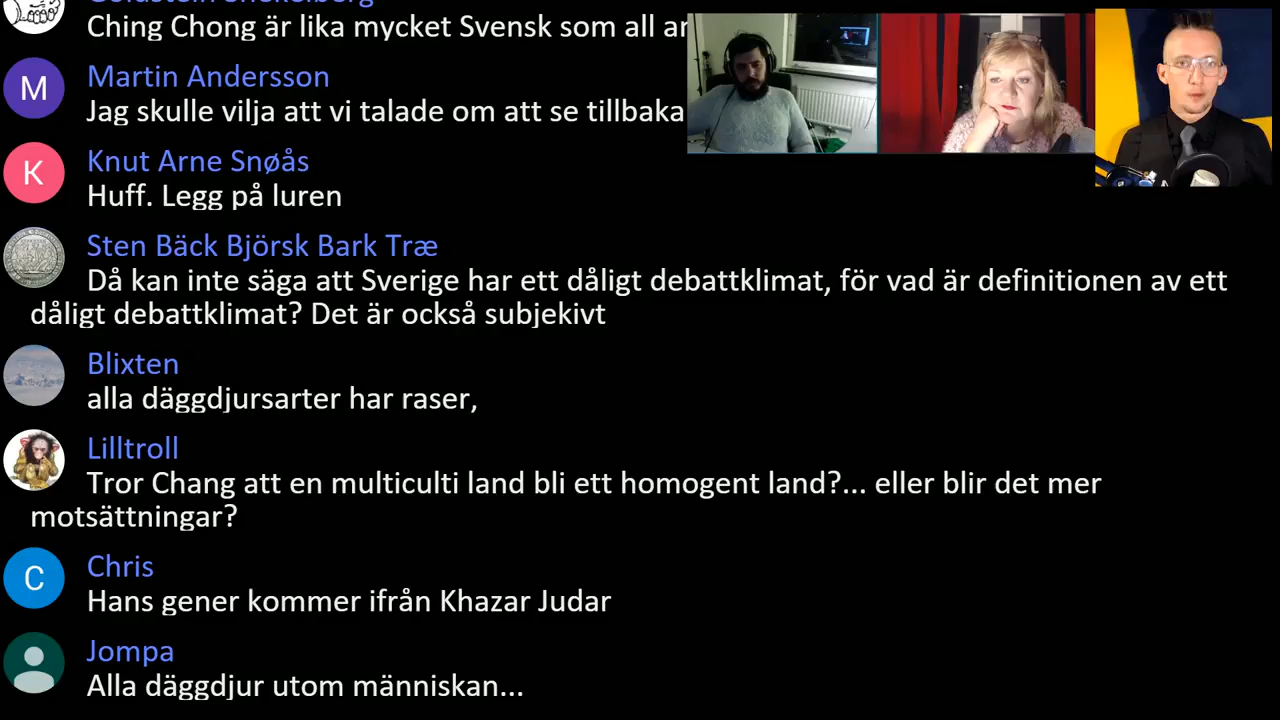 Ching Chong är lika mycket Svensk som all
Martin Andersson
Jag skulle vilja att vi talade om att se tillbaka
Knut Arne Snøås
Huff. Legg på luren
Sten Bäck Björsk Bark Træ
Då kan inte säga att Sverige har ett dåligt debattklimat, för vad är definitionen av ett
dåligt debattklimat? Det är också subjekivt
Blixten
alla däggdjursarter har raser,
Lilltroll
Tror Chang att en multiculti land bli ett homogent land?... eller blir det mer
motsättningar?
Chris
Hans gener kommer ifrån Khazar Judar
Jompa
Alla däggdjur utom människan...
M
K
C